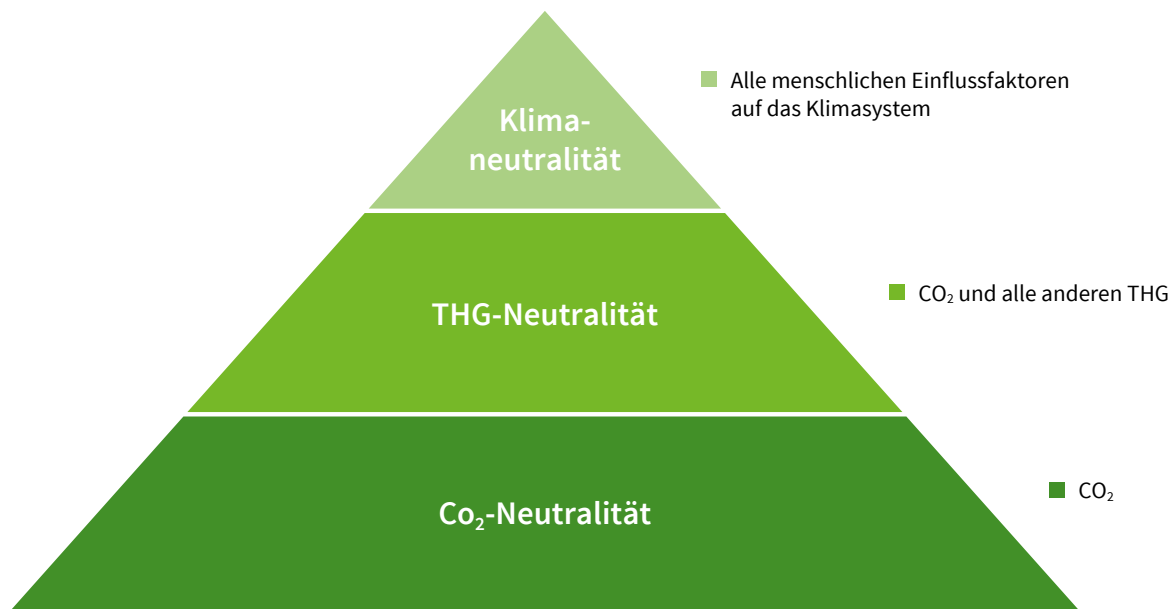 Klima-
neutralität
Alle menschlichen Einflussfaktoren
auf das Klimasystem
THG-Neutralität
CO₂ und alle anderen THG
Co₂-Neutralität
CO₂